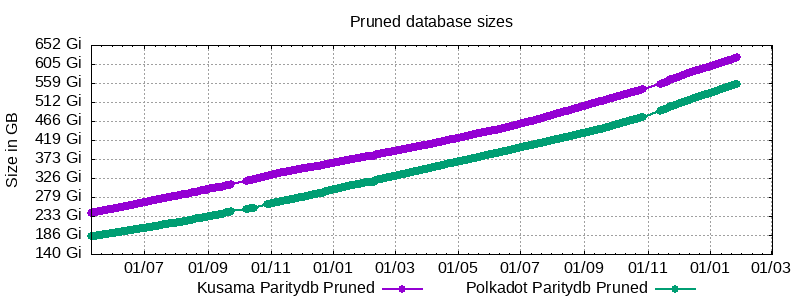 Pruned database sizes
Size in GB
652 Gi
605 Gi
559 Gi
512 Gi
466 Gi
419 Gi
373 Gi
326 Gi
279 Gi
233 Gi
186 Gi
140 Gi
01/07 01/09 01/11 01/01 01/03 01/05 01/07 01/09 01/11 01/01 01/03
Kusama Paritydb Pruned Polkadot Paritydb Pruned